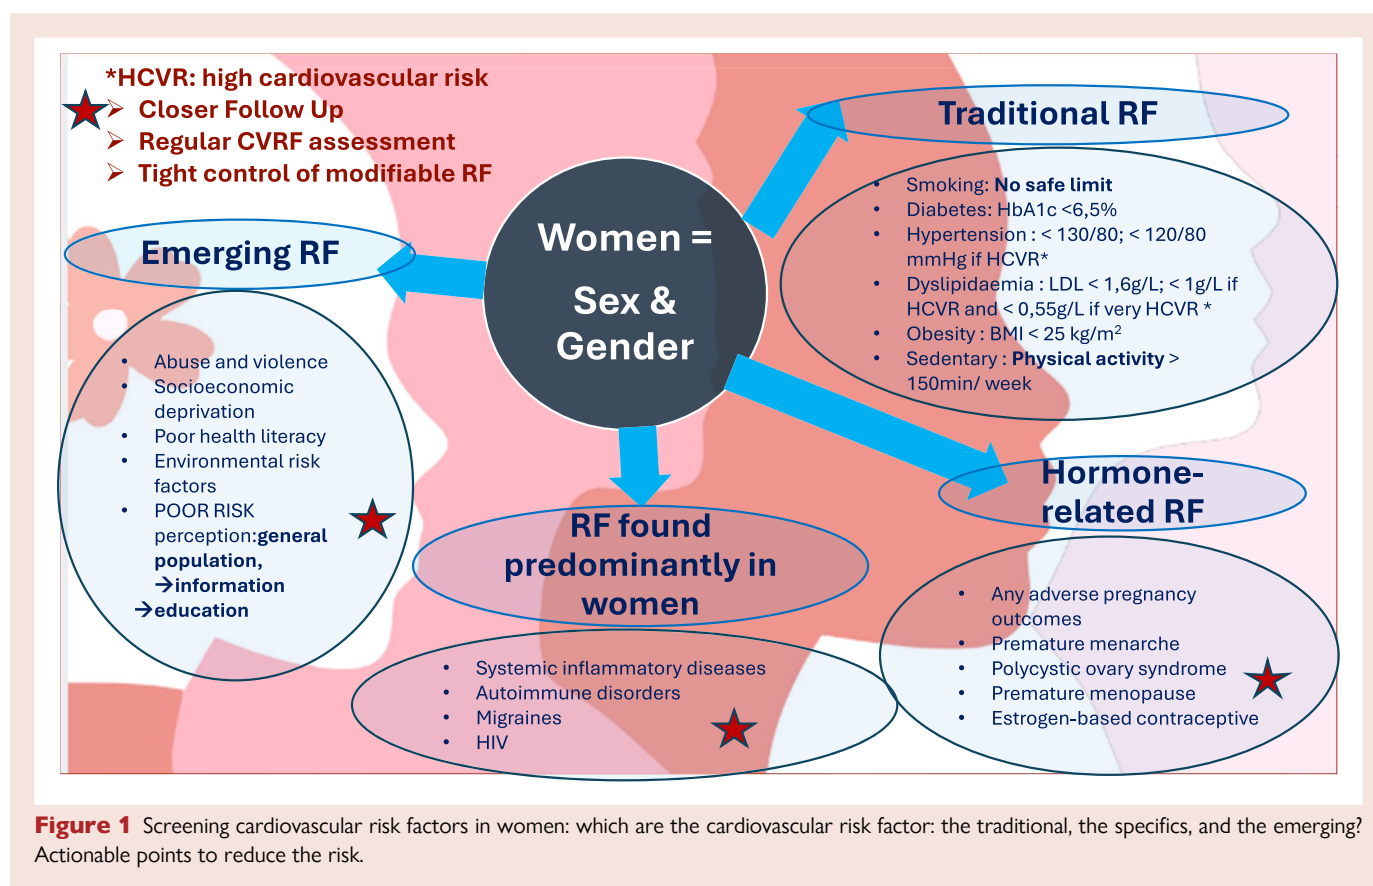 *HCVR: high cardiovascular risk
➢ Closer Follow Up
➢ Regular CVRF assessment
➢ Tight control of modifiable RF
Women =
Sex &
Gender
Traditional RF
• Smoking: No safe limit
• Diabetes: HbA1c <6,5%
• Hypertension : < 130/80; < 120/80
mmHg if HCVR*
• Dyslipidaemia : LDL < 1,6g/L; < 1g/L if
HCVR and < 0,55g/L if very HCVR *
• Obesity : BMI < 25 kg/m²
• Sedentary : Physical activity >
150min/ week
Emerging RF
• Abuse and violence
• Socioeconomic
deprivation
• Poor health literacy
• Environmental risk
factors
• POOR RISK
perception:general
population,
→information
→education
RF found
predominantly in
women
• Systemic inflammatory diseases
• Autoimmune disorders
• Migraines
• HIV
Hormone-
related RF
• Any adverse pregnancy
outcomes
• Premature menarche
• Polycystic ovary syndrome
• Premature menopause
• Estrogen-based contraceptive
Figure 1 Screening cardiovascular risk factors in women: which are the cardiovascular risk factor: the traditional, the specifics, and the emerging?
Actionable points to reduce the risk.